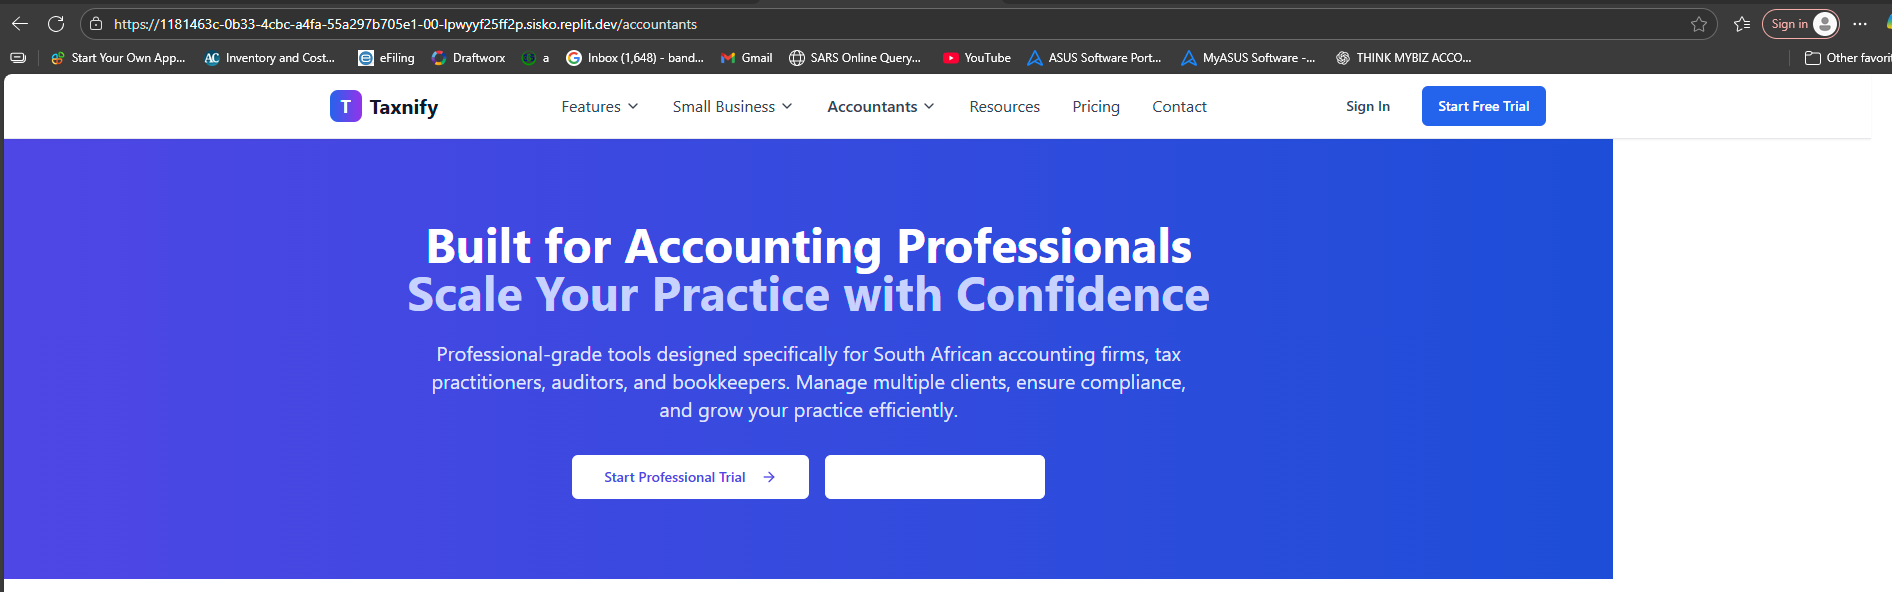 https://1181463c-0b33-4cbc-a4fa-55a297b705e1-00-lpwyyf25ff2p.sisko.replit.dev/accountants
Sign in
Start Your Own App...
AC Inventory and Cost...
eFiling
Draftworx
a
Inbox (1,648) - band...
Gmail
SARS Online Query...
YouTube
ASUS Software Port...
MyASUS Software -...
THINK MYBIZ ACCO...
Other favorit
T Taxnify
Features
Small Business
Accountants
Resources
Pricing
Contact
Sign In
Start Free Trial
Built for Accounting Professionals
Scale Your Practice with Confidence
Professional-grade tools designed specifically for South African accounting firms, tax
practitioners, auditors, and bookkeepers. Manage multiple clients, ensure compliance,
and grow your practice efficiently.
Start Professional Trial